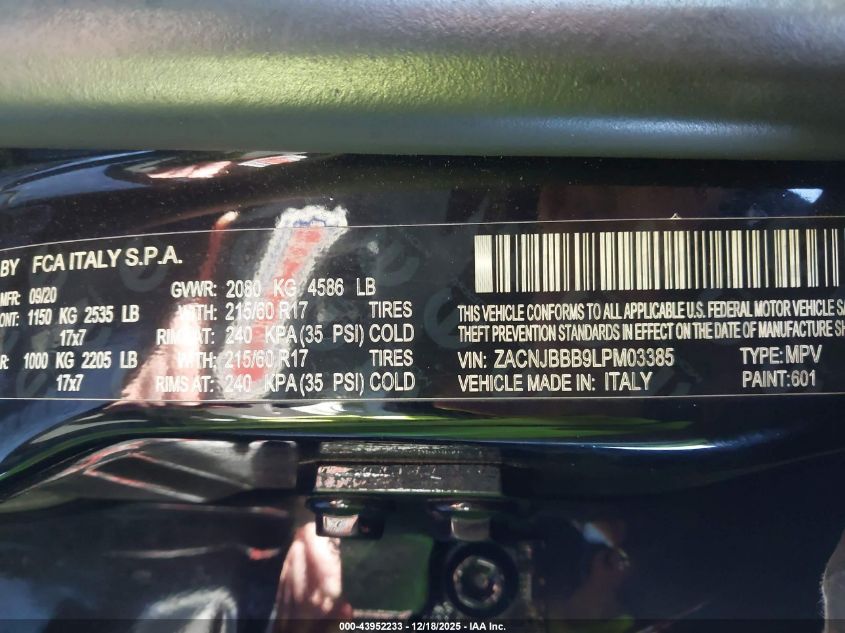 BY FCA ITALY S.P.A.
MFR: 09/20 GVWR: 2080 KG 4586 LB
ONT: 1150 KG 2535 LB WITH: 215/60 R17 TIRES
17x7 RIMS AT: 240 KPA (35 PSI) COLD
R: 1000 KG 2205 LB WITH: 215/60 R17 TIRES
17x7 RIMS AT: 240 KPA (35 PSI) COLD
THIS VEHICLE CONFORMS TO ALL APPLICABLE U.S. FEDERAL MOTOR VEHICLE SA
THEFT PREVENTION STANDARDS IN EFFECT ON THE DATE OF MANUFACTURE SH
VIN: ZACNJBBB9LPM03385 TYPE: MPV
VEHICLE MADE IN: ITALY PAINT:601
000-43952233 - 12/18/2025 - IAA Inc.